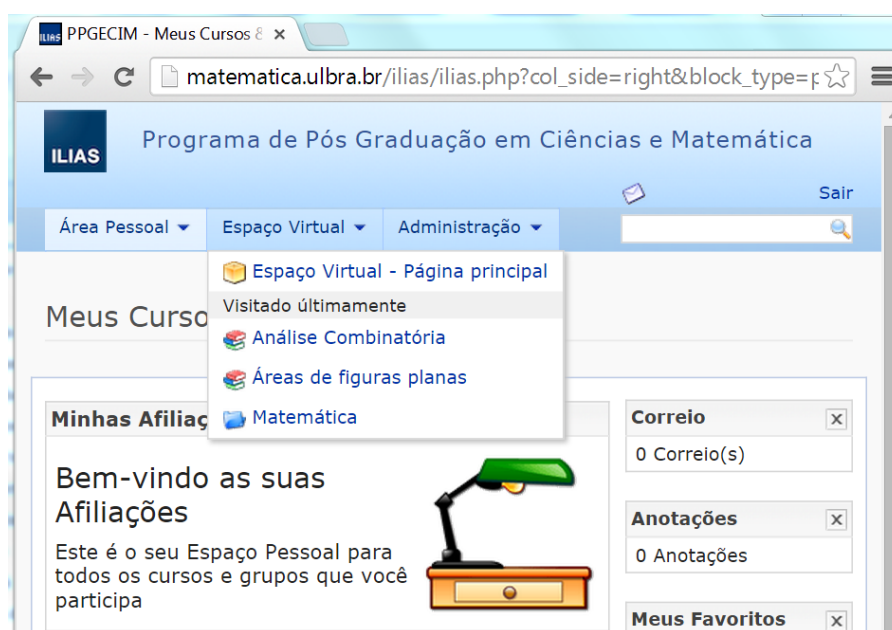 ILIAS PPGECIM - Meus Cursos &
matematica.ulbra.br/ilias/ilias.php?col_side=right&block_type=p
ILIAS
Programa de Pós Graduação em Ciências e Matemática
Sair
Área Pessoal
Espaço Virtual
Administração
Espaço Virtual - Página principal
Visitado últimamente
Análise Combinatória
Áreas de figuras planas
Matemática
Meus Curso
Minhas Afiliaç
Bem-vindo as suas
Afiliações
Este é o seu Espaço Pessoal para
todos os cursos e grupos que você
participa
Correio
0 Correio(s)
Anotações
0 Anotações
Meus Favoritos